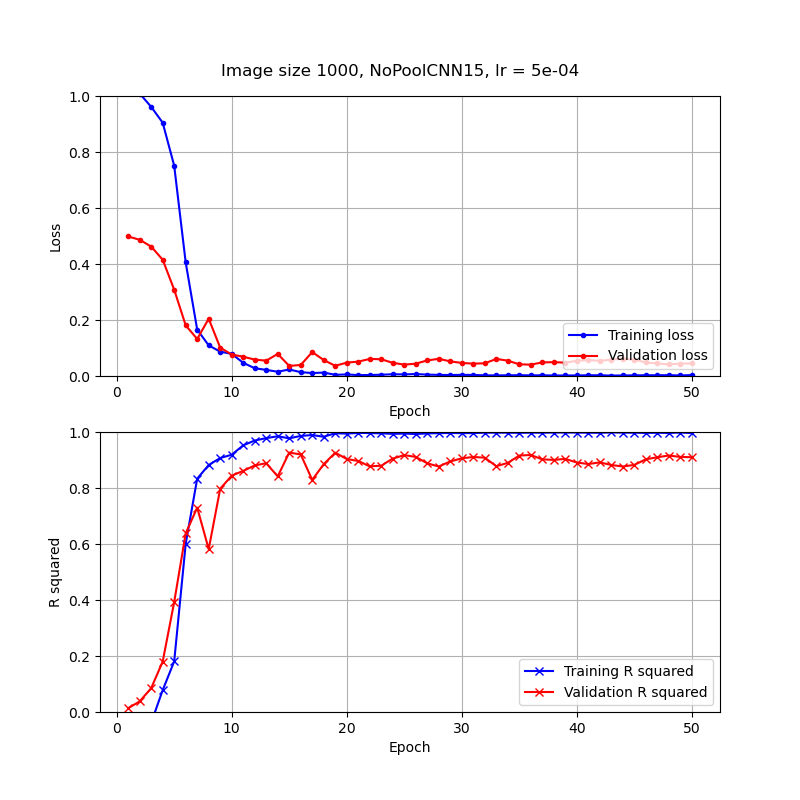 Image size 1000, NoPoolCNN15, lr = 5e-04
1.0
0.8
0.6
0.4
0.2
0.0
Loss
Training loss
Validation loss
0 10 20 30 40 50
Epoch
1.0
0.8
0.6
0.4
0.2
0.0
R squared
Training R squared
Validation R squared
0 10 20 30 40 50
Epoch